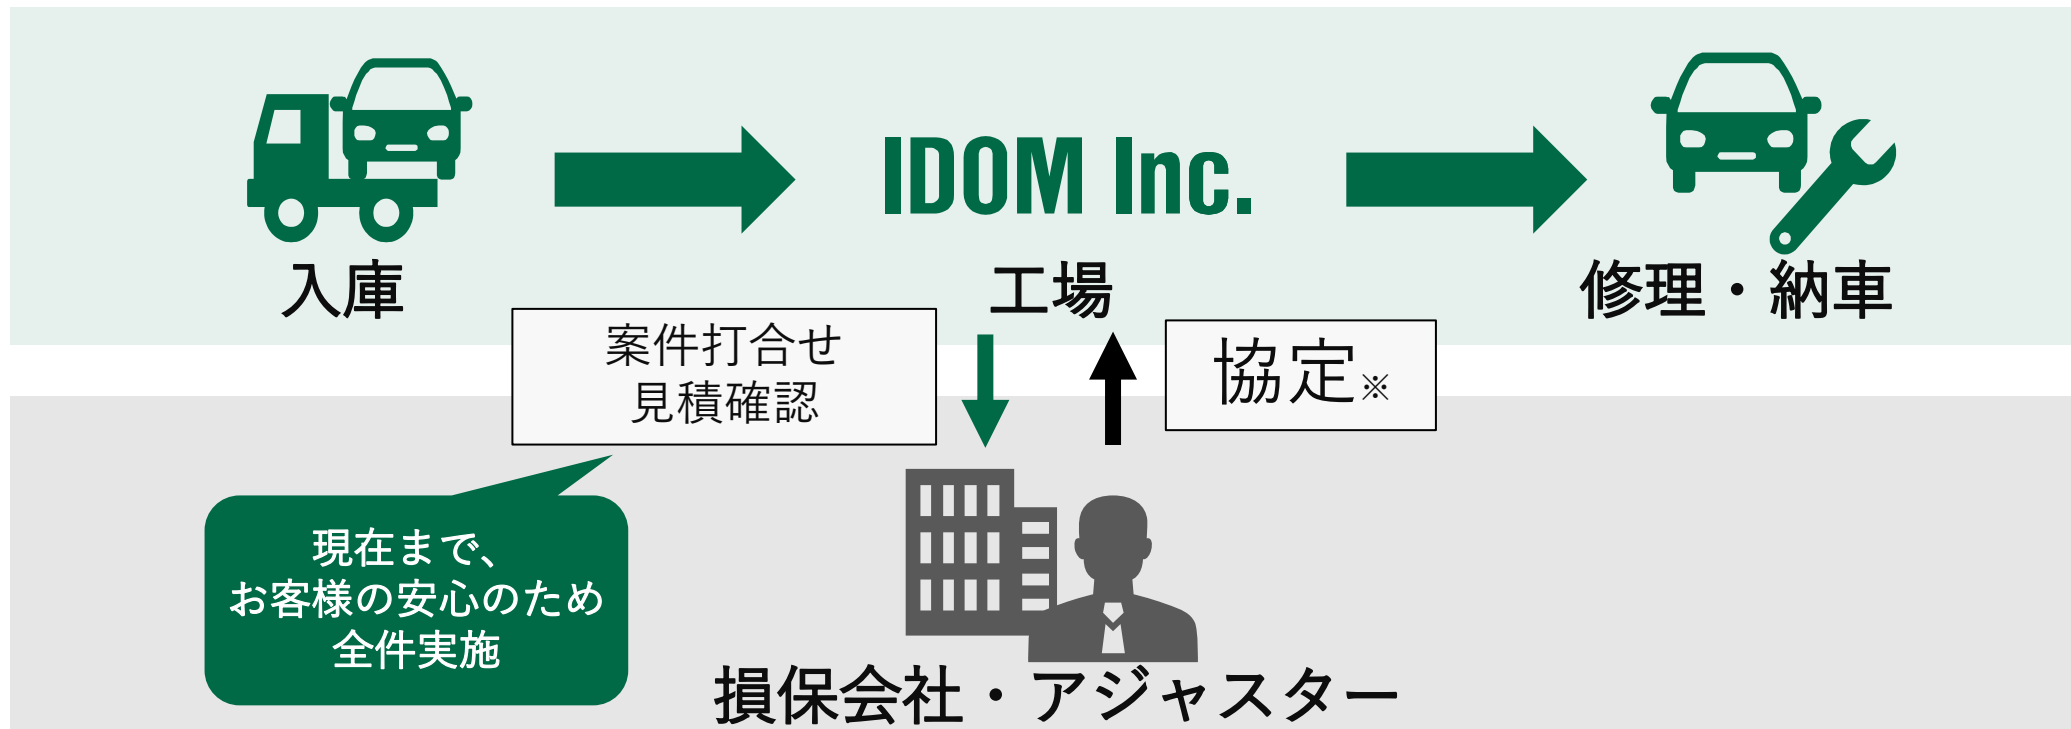 IDOM Inc.
入庫
工場
修理・納車
案件打合せ
見積確認
協定※
現在まで、
お客様の安心のため
全件実施
損保会社・アジャスター